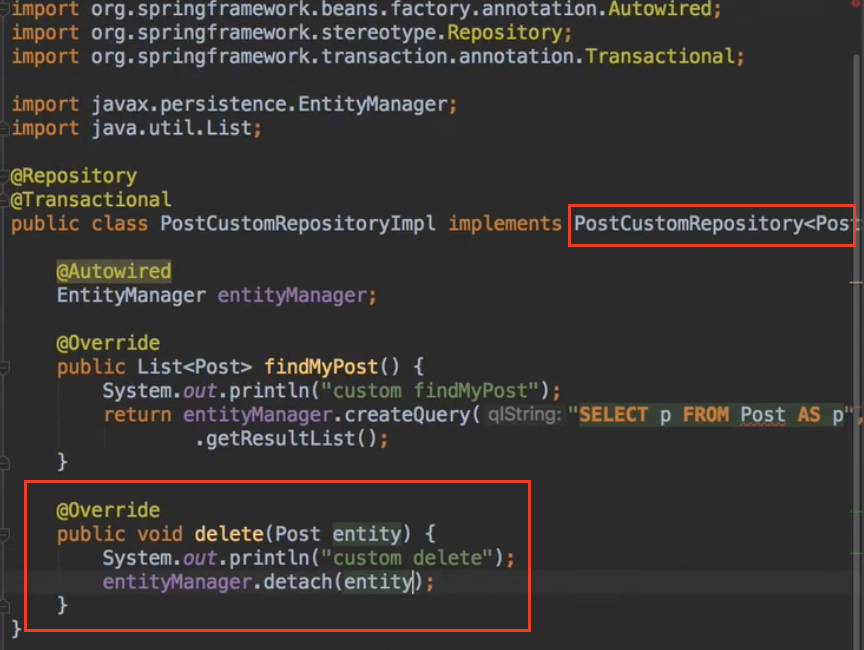 import org.springframework.beans.factory.annotation.Autowired;
import org.springframework.stereotype.Repository;
import org.springframework.transaction.annotation.Transactional;
import javax.persistence.EntityManager;
import java.util.List;
@Repository
@Transactional
public class PostCustomRepositoryImpl implements PostCustomRepository<Post
@Autowired
EntityManager entityManager;
@Override
public List<Post> findMyPost() {
System.out.println("custom findMyPost");
return entityManager.createQuery( qlString: "SELECT p FROM Post AS p",
.getResultList();
}
@Override
public void delete(Post entity) {
System.out.println("custom delete");
entityManager.detach(entity);
}
}